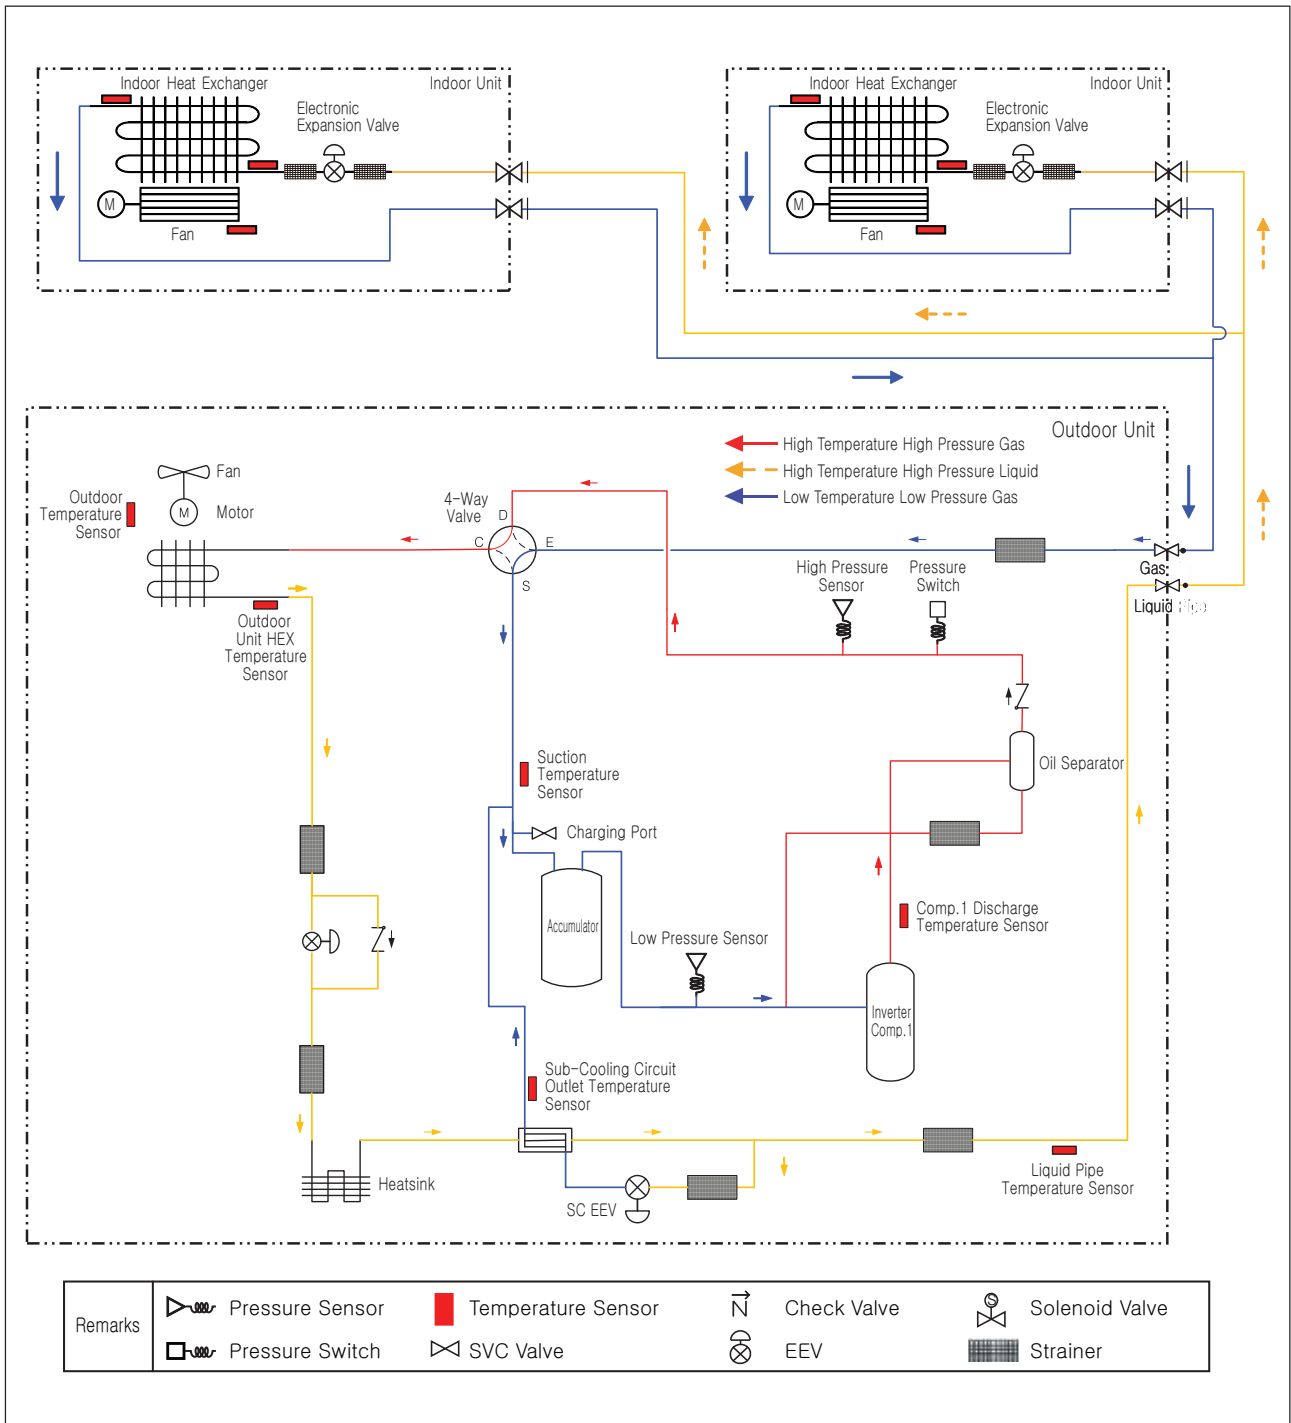 Indoor Heat Exchanger
Indoor Unit
Electronic
Expansion Valve
M
Fan
Indoor Heat Exchanger
Indoor Unit
Electronic
Expansion Valve
M
Fan
Outdoor Unit
High Temperature High Pressure Gas
High Temperature High Pressure Liquid
Low Temperature Low Pressure Gas
Fan
Outdoor
Temperature
Sensor
M
Motor
4-Way
Valve
D
C
E
S
High Pressure
Sensor
Pressure
Switch
Gas
Liquid Pipe
Outdoor
Unit HEX
Temperature
Sensor
Suction
Temperature
Sensor
Oil Separator
Charging Port
Accumulator
Low Pressure Sensor
Comp.1 Discharge
Temperature Sensor
Inverter
Comp.1
Sub-Cooling Circuit
Outlet Temperature
Sensor
Heatsink
SC EEV
Liquid Pipe
Temperature Sensor
Remarks
Pressure Sensor
Temperature Sensor
Check Valve
S
Solenoid Valve
Pressure Switch
SVC Valve
EEV
Strainer